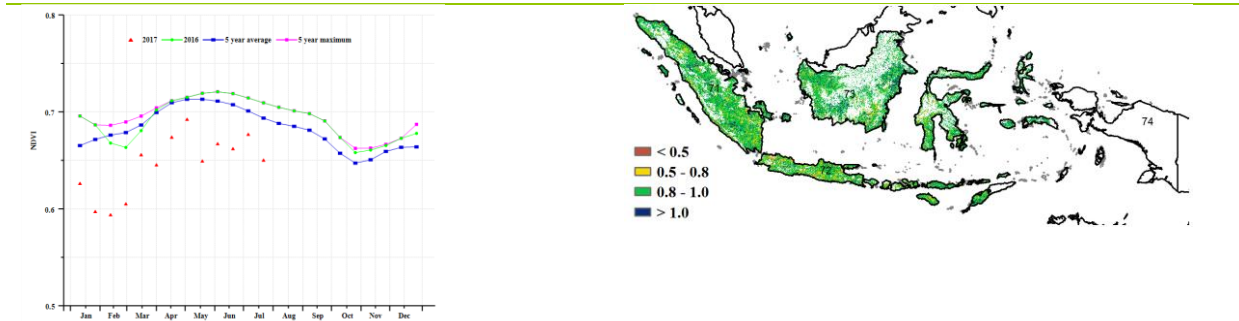 0.8
2017 2016 5 year average 5 year maximum
0.7
NDVI
0.6
0.5
Jan Feb Mar Apr May Jun Jul Aug Sep Oct Nov Dec
71
73
74
72
< 0.5
0.5 - 0.8
0.8 - 1.0
> 1.0